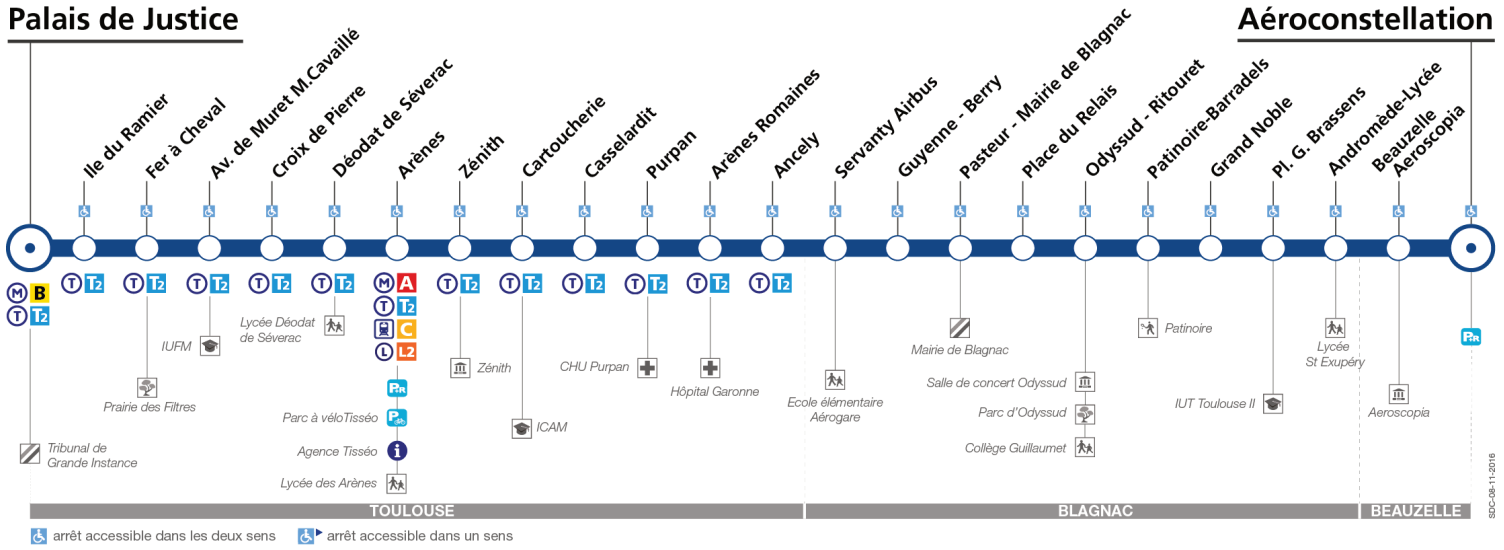 Palais de Justice
Aéroconstellation
Ile du Ramier
Fer à Cheval
Av. de Muret M.Cavaillé
Croix de Pierre
Déodat de Séverac
Arènes
Zénith
Cartoucherie
Casselardit
Purpan
Arènes Romaines
Ancely
Servanty Airbus
Guyenne - Berry
Pasteur - Mairie de Blagnac
Place du Relais
Odyssud - Ritouret
Patinoire-Barradels
Grand Noble
Pl. G. Brassens
Andromède-Lycée
Beauzelle
Aeroscopia
M B
T T2
T T2
T T2
T T2
T T2
T T2
M A
T T2
C
L L2
T T2
T T2
T T2
T T2
T T2
T T2
Tribunal de
Grande Instance
Prairie des Filtres
IUFM
Lycée Déodat
de Séverac
P+R
Parc à véloTisséo
P
Agence Tisséo
i
Lycée des Arènes
Zénith
ICAM
CHU Purpan
Hôpital Garonne
Ecole élémentaire
Aérogare
Mairie de Blagnac
Salle de concert Odyssud
Parc d'Odyssud
Collège Guillaumet
Patinoire
IUT Toulouse II
Lycée
St Exupéry
Aeroscopia
P+R
TOULOUSE
BLAGNAC
BEAUZELLE
arrêt accessible dans les deux sens
arrêt accessible dans un sens
SDC-08-11-2016